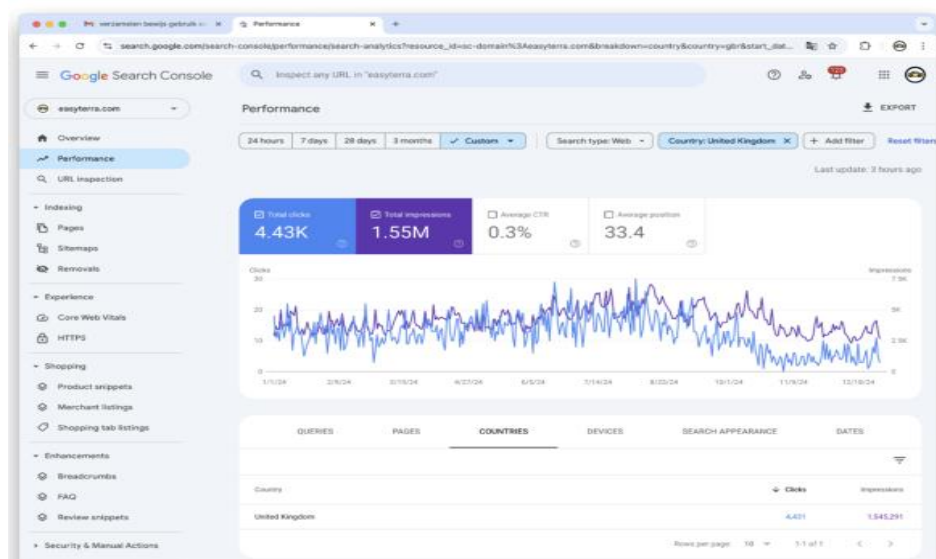 verzamelen bewijs gebruik
Performance
search.google.com/search-console/performance/search-analytics?resource_id=sc-domain%3Aeasyterra.com&breakdown=country&country=gbr&start_dat...
Google Search Console
Inspect any URL in "easyterra.com"
easyterra.com
Performance
EXPORT
24 hours 7 days 28 days 3 months Custom Search type: Web Country: United Kingdom Add filter Reset filters
Last update: 3 hours ago
Overview
Performance
URL inspection
Indexing
Pages
Sitemaps
Removals
Experience
Core Web Vitals
HTTPS
Shopping
Product snippets
Merchant listings
Shopping tab listings
Enhancements
Breadcrumbs
FAQ
Review snippets
Security & Manual Actions
Total clicks Total impressions Average CTR Average position
4.43K 1.55M 0.3% 33.4
Clicks Impressions
30 7.5K
20 5K
10 2.5K
0 0
1/1/24 4/27/24 6/5/24 7/14/24 8/22/24 10/1/24 11/9/24 12/18/24
QUERIES PAGES COUNTRIES DEVICES SEARCH APPEARANCE DATES
Country Clicks Impressions
United Kingdom 4,431 1,545,291
Rows per page: 10 1-1 of 1